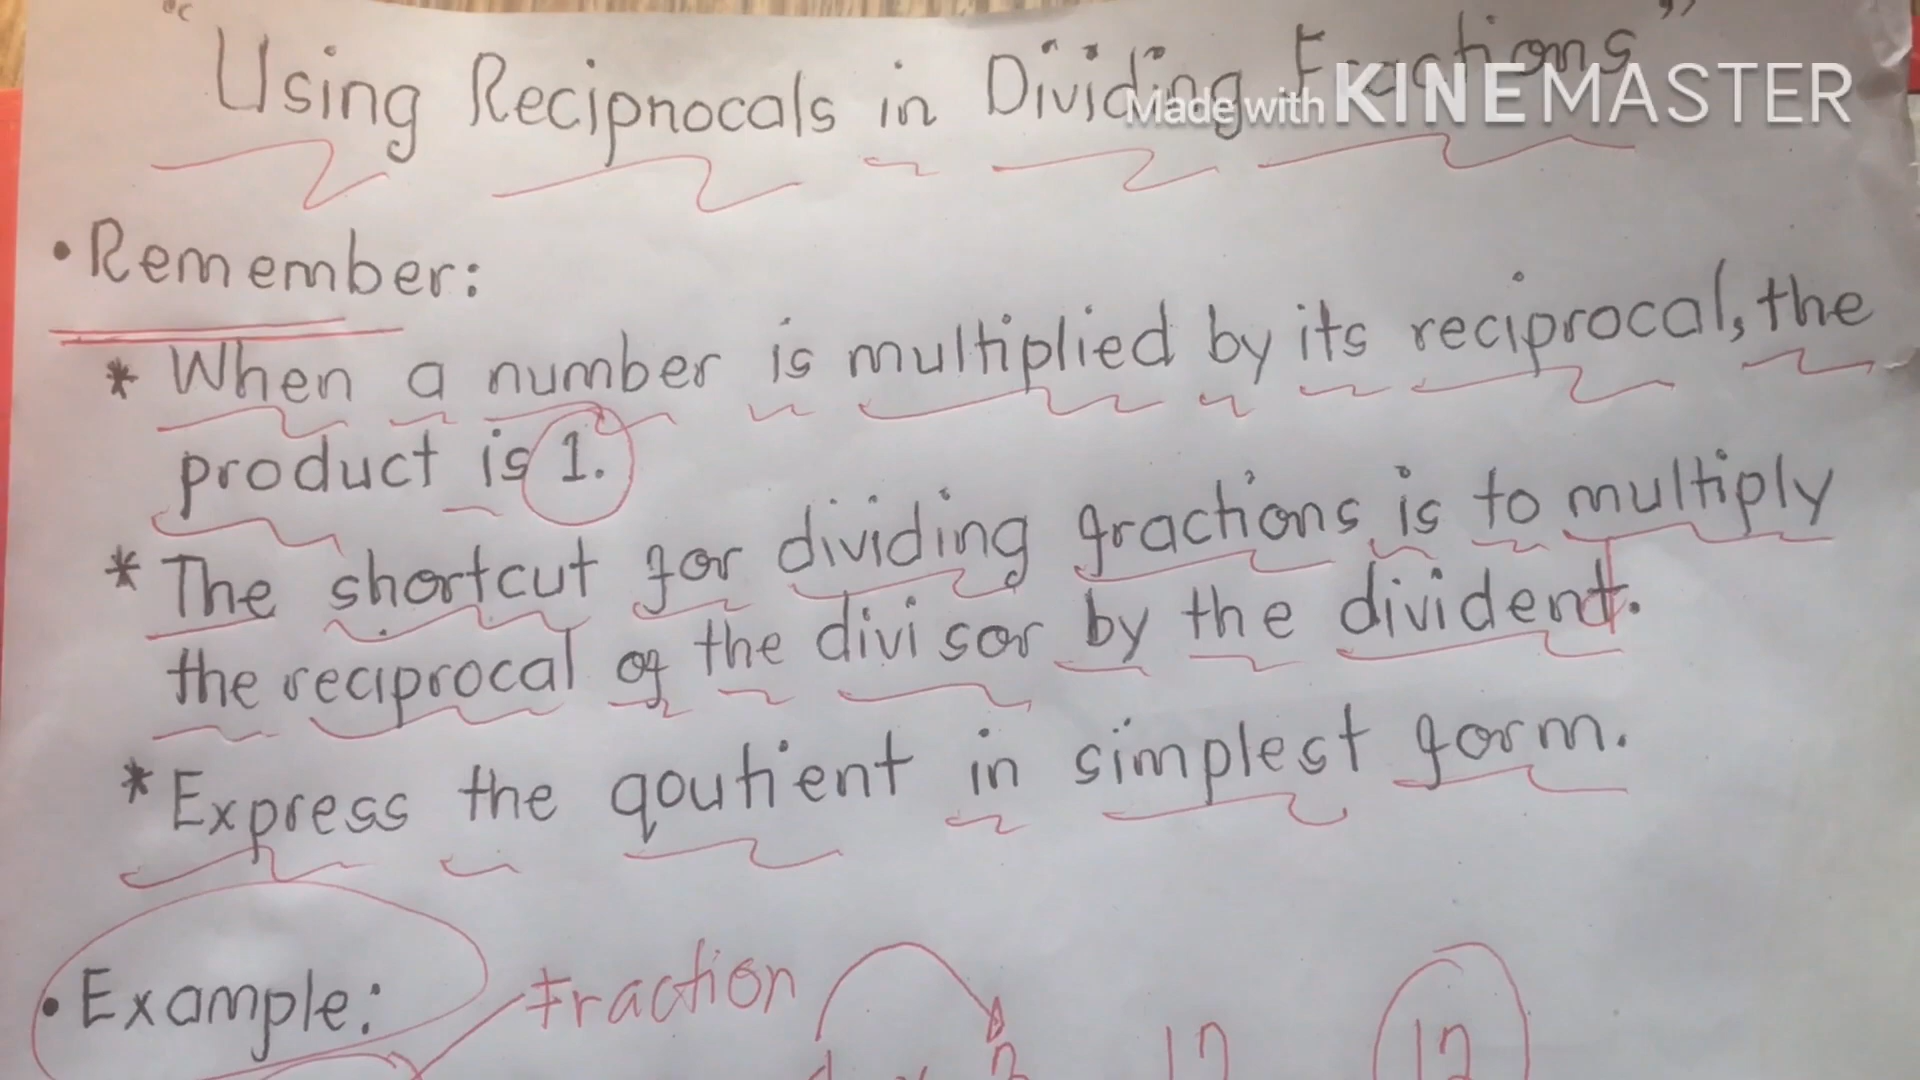 "Using Reciprocals in Dividing Fractions"
Made with KINEMASTER
• Remember:
* When a number is multiplied by its reciprocal, the
product is 1.
* The shortcut for dividing fractions is to multiply
the reciprocal of the divisor by the divident.
* Express the qoutient in simplest form.
• Example: Fraction
12 12